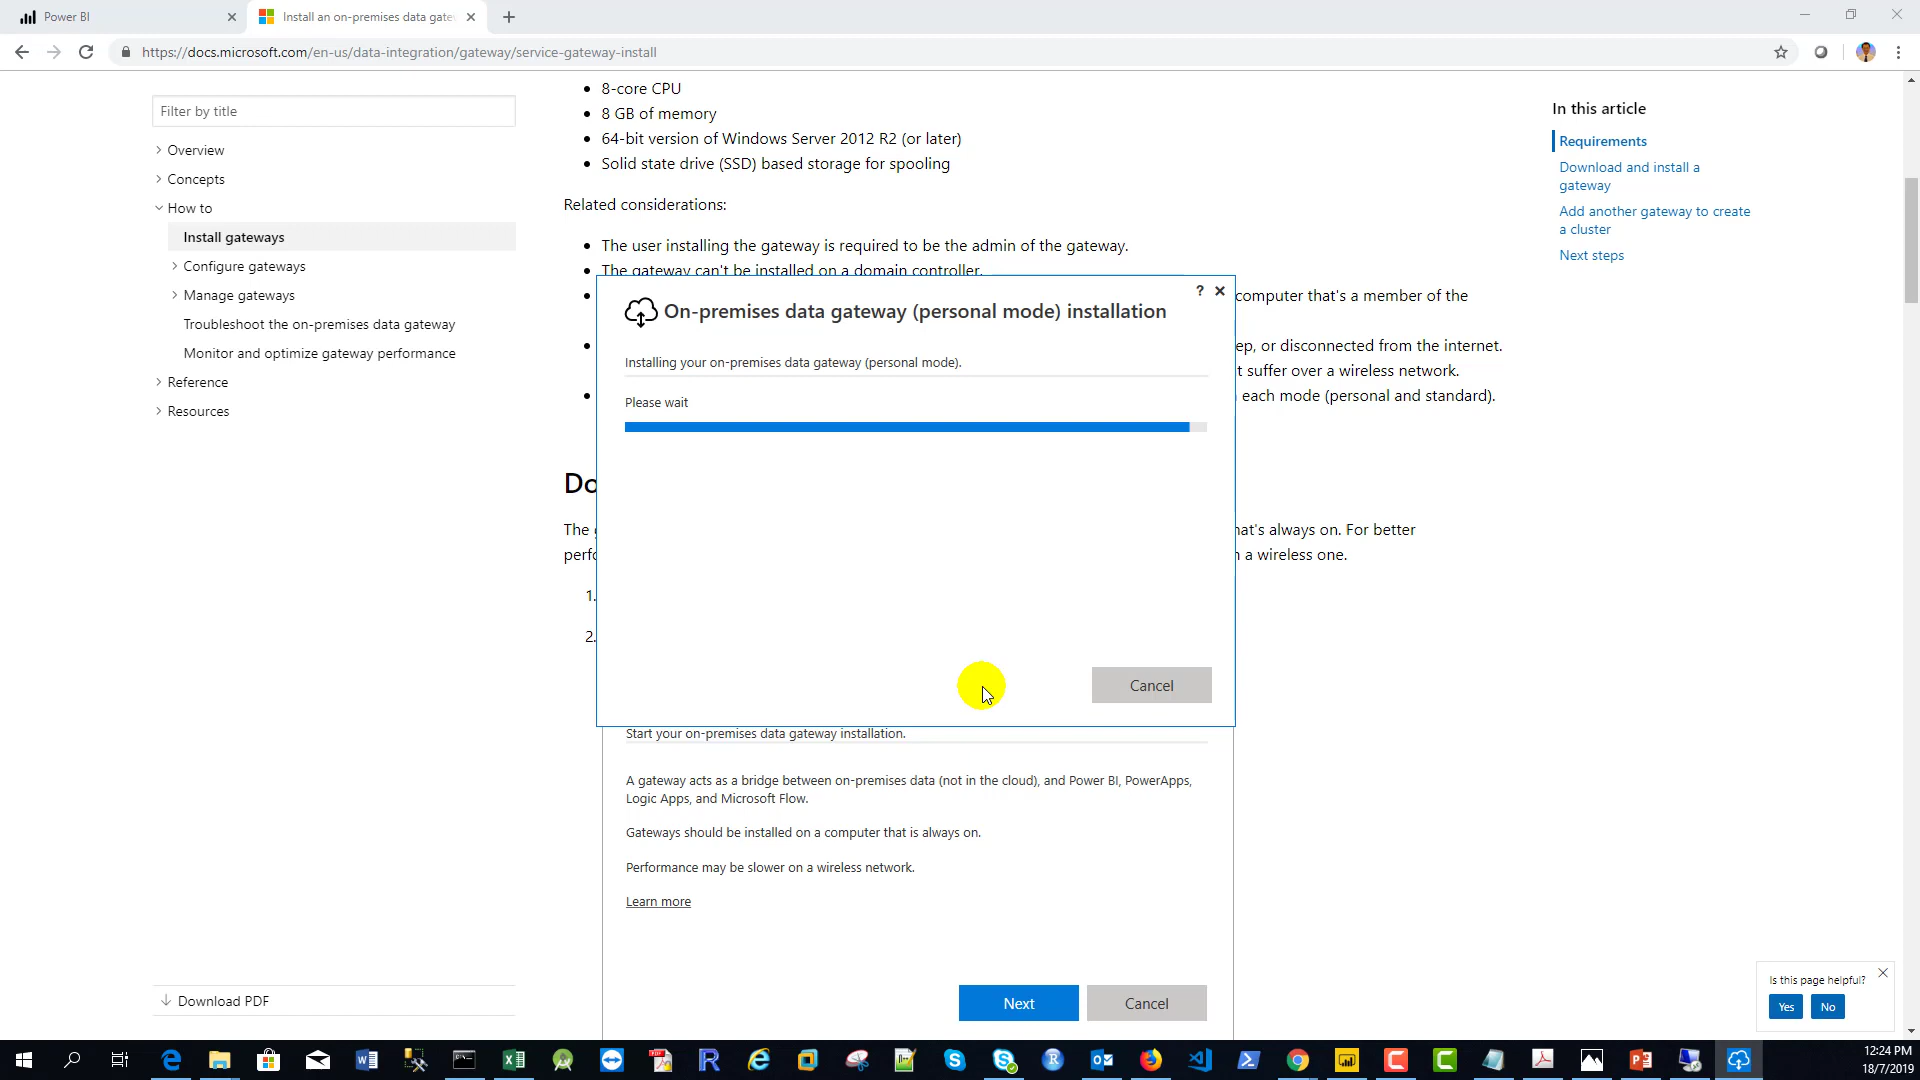 Power BI
Install an on-premises data gate
https://docs.microsoft.com/en-us/data-integration/gateway/service-gateway-install
Filter by title
Overview
Concepts
How to
Install gateways
Configure gateways
Manage gateways
Troubleshoot the on-premises data gateway
Monitor and optimize gateway performance
Reference
Resources
Download PDF
8-core CPU
8 GB of memory
64-bit version of Windows Server 2012 R2 (or later)
Solid state drive (SSD) based storage for spooling
Related considerations:
The user installing the gateway is required to be the admin of the gateway.
The gateway can't be installed on a domain controller.
computer that's a member of the
ep, or disconnected from the internet.
t suffer over a wireless network.
each mode (personal and standard).
Do
The
hat's always on. For better
perfo
a wireless one.
1.
2.
On-premises data gateway (personal mode) installation
? ×
Installing your on-premises data gateway (personal mode).
Please wait
Cancel
Start your on-premises data gateway installation.
A gateway acts as a bridge between on-premises data (not in the cloud), and Power BI, PowerApps,
Logic Apps, and Microsoft Flow.
Gateways should be installed on a computer that is always on.
Performance may be slower on a wireless network.
Learn more
Next
Cancel
In this article
Requirements
Download and install a
gateway
Add another gateway to create
a cluster
Next steps
Is this page helpful?
Yes
No
12:24 PM
18/7/2019